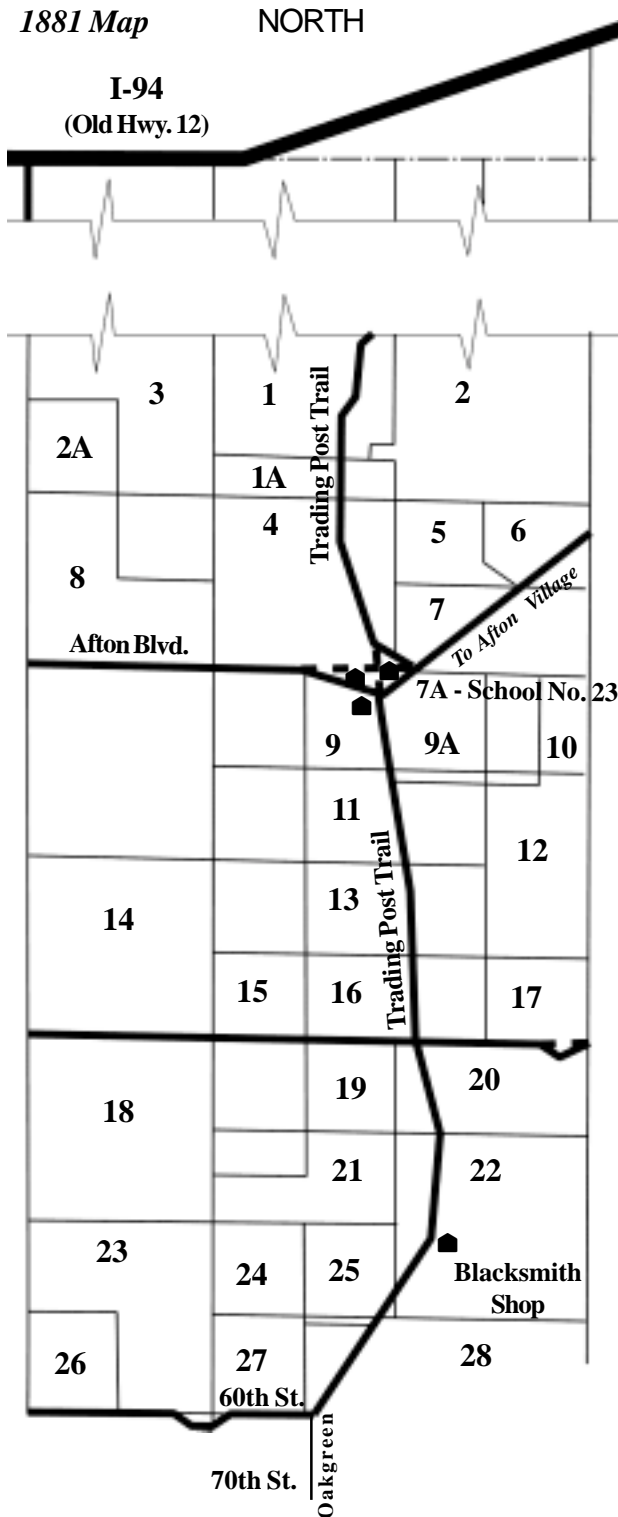 1881 Map NORTH
I-94
(Old Hwy. 12)
3 1 2
Trading Post Trail
2A
1A
4 5 6
8
7
To Afton Village
Afton Blvd.
7A - School No. 23
9 9A 10
11
12
Trading Post Trail
13
14
15 16 17
20
19
18
21 22
23
24 25
Blacksmith
Shop
26 27 28
60th St.
Oakgreen
70th St.